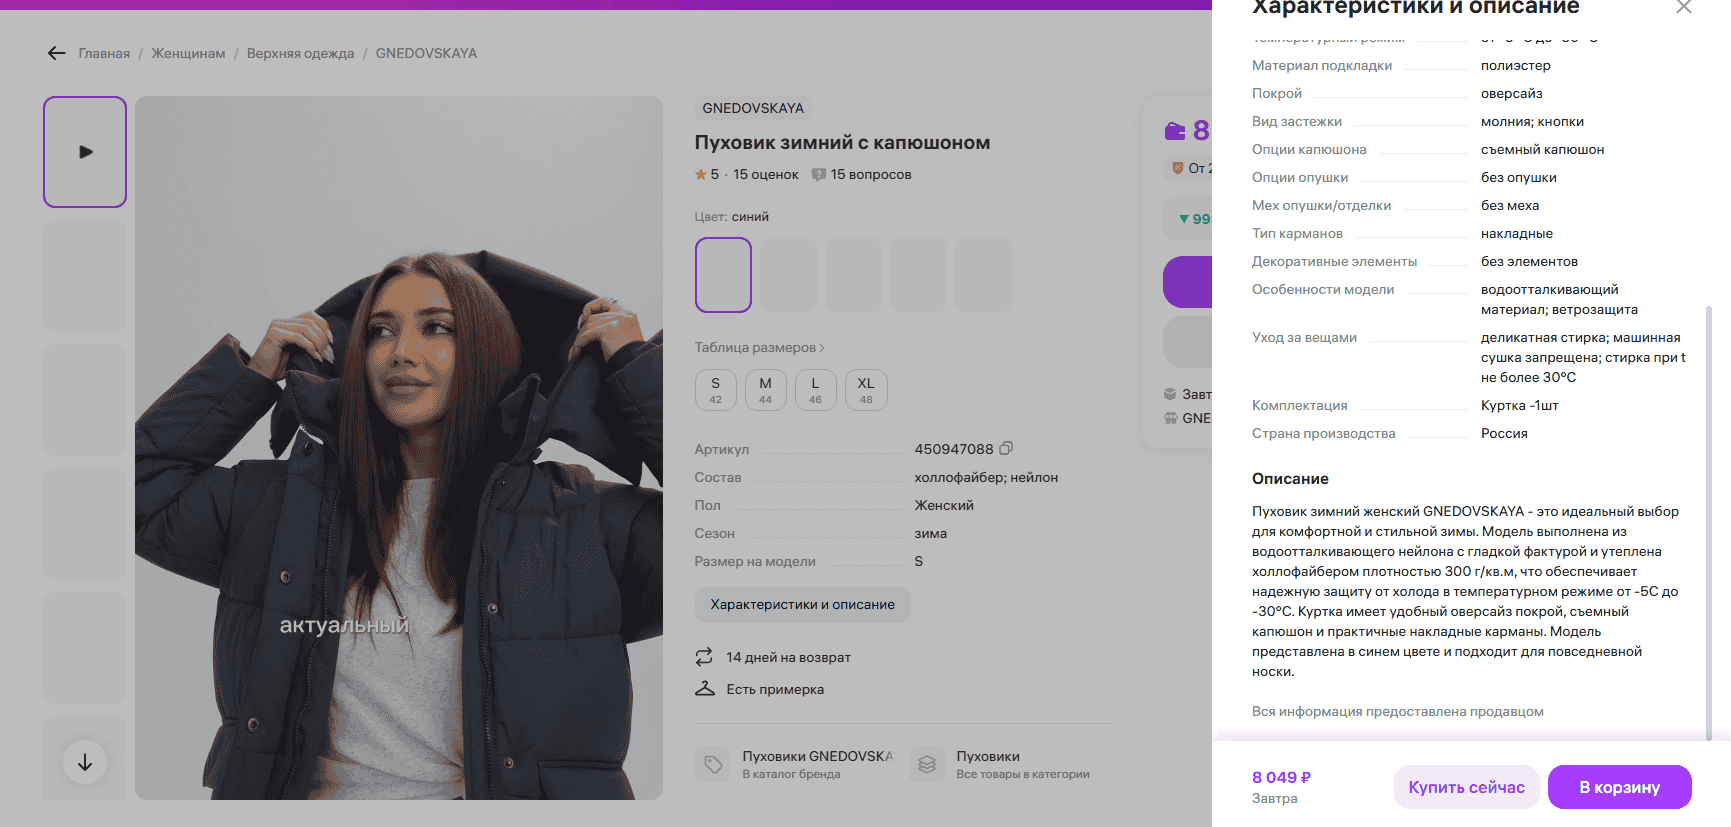 Главная / Женщинам / Верхняя одежда / GNEDOVSKAYA
актуальный
GNEDOVSKAYA
Пуховик зимний с капюшоном
5 · 15 оценок 15 вопросов
Цвет: синий
Таблица размеров
S M L XL
42 44 46 48
Артикул 450947088
Состав холлофайбер; нейлон
Пол Женский
Сезон зима
Размер на модели S
Характеристики и описание
14 дней на возврат
Есть примерка
Пуховики
В каталог бренда
Пуховики
Все товары в категории
8
От
Характеристики и описание
Материал подкладки полиэстер
Покрой оверсайз
Вид застежки молния; кнопки
Опции капюшона съемный капюшон
Опции опушки без опушки
Мех опушки/отделки без меха
Тип карманов накладные
Декоративные элементы без элементов
Особенности модели водоотталкивающий
материал; ветрозащита
Уход за вещами деликатная стирка; машинная
сушка запрещена; стирка при t
не более 30°C
Комплектация Куртка -1шт
Страна производства Россия
Описание
Пуховик зимний женский GNEDOVSKAYA - это идеальный выбор
для комфортной и стильной зимы. Модель выполнена из
водоотталкивающего нейлона с гладкой фактурой и утеплена
холлофайбером плотностью 300 г/кв.м, что обеспечивает
надежную защиту от холода в температурном режиме от -5С до
-30°С. Куртка имеет удобный оверсайз покрой, съемный
капюшон и практичные накладные карманы. Модель
представлена в синем цвете и подходит для повседневной
носки.
Вся информация предоставлена продавцом
8 049 ₽
Завтра
Купить сейчас
В корзину